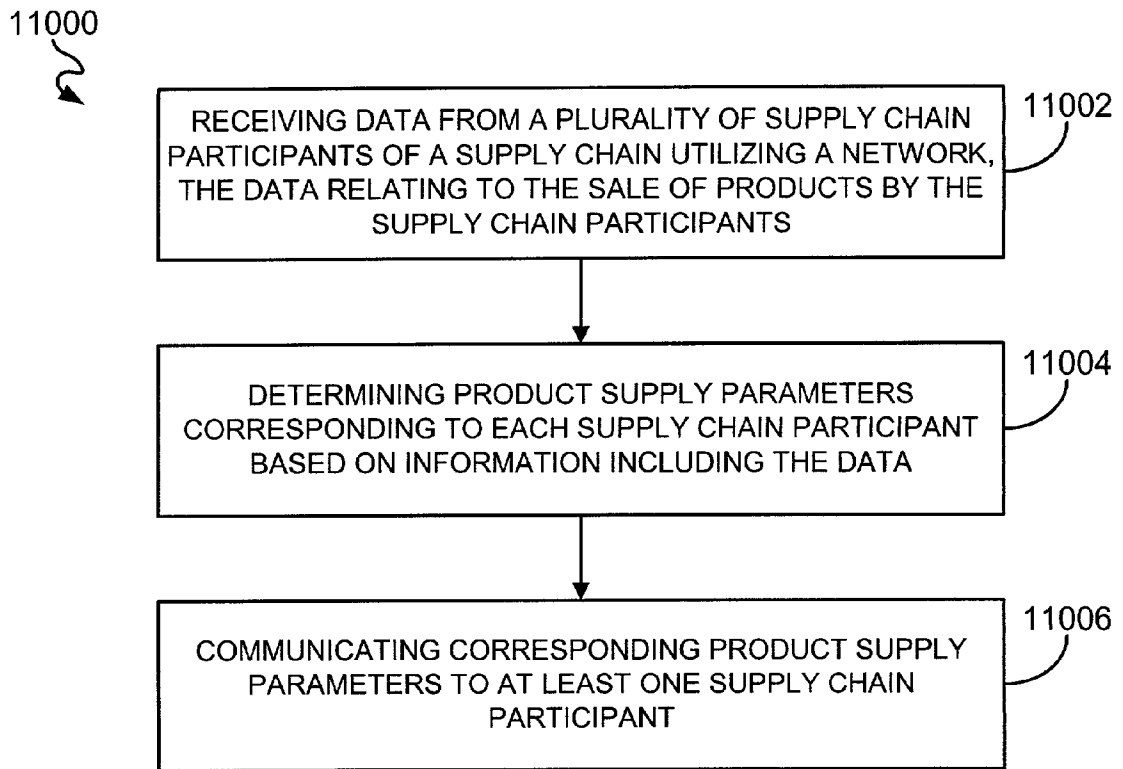 11000
RECEIVING DATA FROM A PLURALITY OF SUPPLY CHAIN
PARTICIPANTS OF A SUPPLY CHAIN UTILIZING A NETWORK,
THE DATA RELATING TO THE SALE OF PRODUCTS BY THE
SUPPLY CHAIN PARTICIPANTS
11002
DETERMINING PRODUCT SUPPLY PARAMETERS
CORRESPONDING TO EACH SUPPLY CHAIN PARTICIPANT
BASED ON INFORMATION INCLUDING THE DATA
11004
COMMUNICATING CORRESPONDING PRODUCT SUPPLY
PARAMETERS TO AT LEAST ONE SUPPLY CHAIN
PARTICIPANT
11006